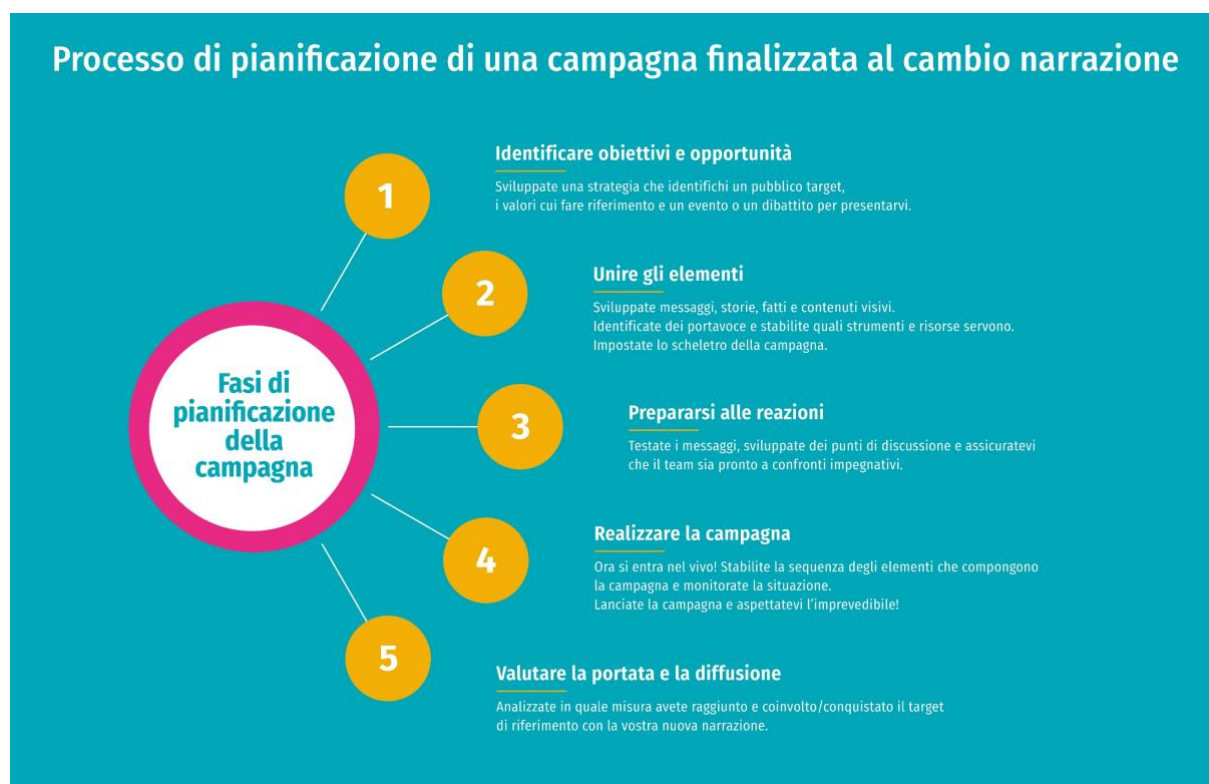 Processo di pianificazione di una campagna finalizzata al cambio narrazione
Fasi di
pianificazione
della
campagna
1
Identificare obiettivi e opportunità
Sviluppate una strategia che identifichi un pubblico target,
i valori cui fare riferimento e un evento o un dibattito per presentarvi.
2
Unire gli elementi
Sviluppate messaggi, storie, fatti e contenuti visivi.
Identificate dei portavoce e stabilite quali strumenti e risorse servono.
Impostate lo scheletro della campagna.
3
Prepararsi alle reazioni
Testate i messaggi, sviluppate dei punti di discussione e assicuratevi
che il team sia pronto a confronti impegnativi.
4
Realizzare la campagna
Ora si entra nel vivo! Stabilite la sequenza degli elementi che compongono
la campagna e monitorate la situazione.
Lanciate la campagna e aspettatevi l'imprevedibile!
5
Valutare la portata e la diffusione
Analizzate in quale misura avete raggiunto e coinvolto/conquistato il target
di riferimento con la vostra nuova narrazione.